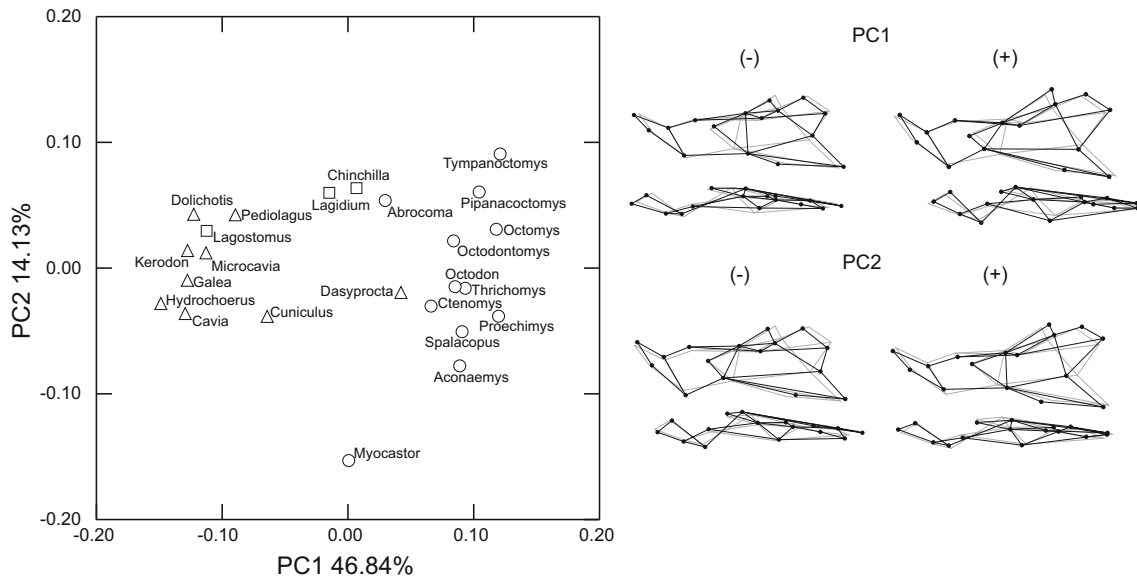 0.20
0.10
0.00
-0.10
-0.20
PC2 14.13%
-0.20
-0.10
0.00
0.10
0.20
PC1 46.84%
Tympanoctomys
Chinchilla
Lagidium
Abrocoma
Pipanacoctomys
Dolichotis
Pediolagus
Lagostomus
Octomys
Octodontomys
Kerodon
Microcavia
Galea
Octodon
Thrichomys
Dasyprocta
Hydrochoerus
Ctenomys
Cavia
Cuniculus
Proechimys
Spalacopus
Aconaemys
Myocastor
PC1
(-)
(+)
PC2
(-)
(+)